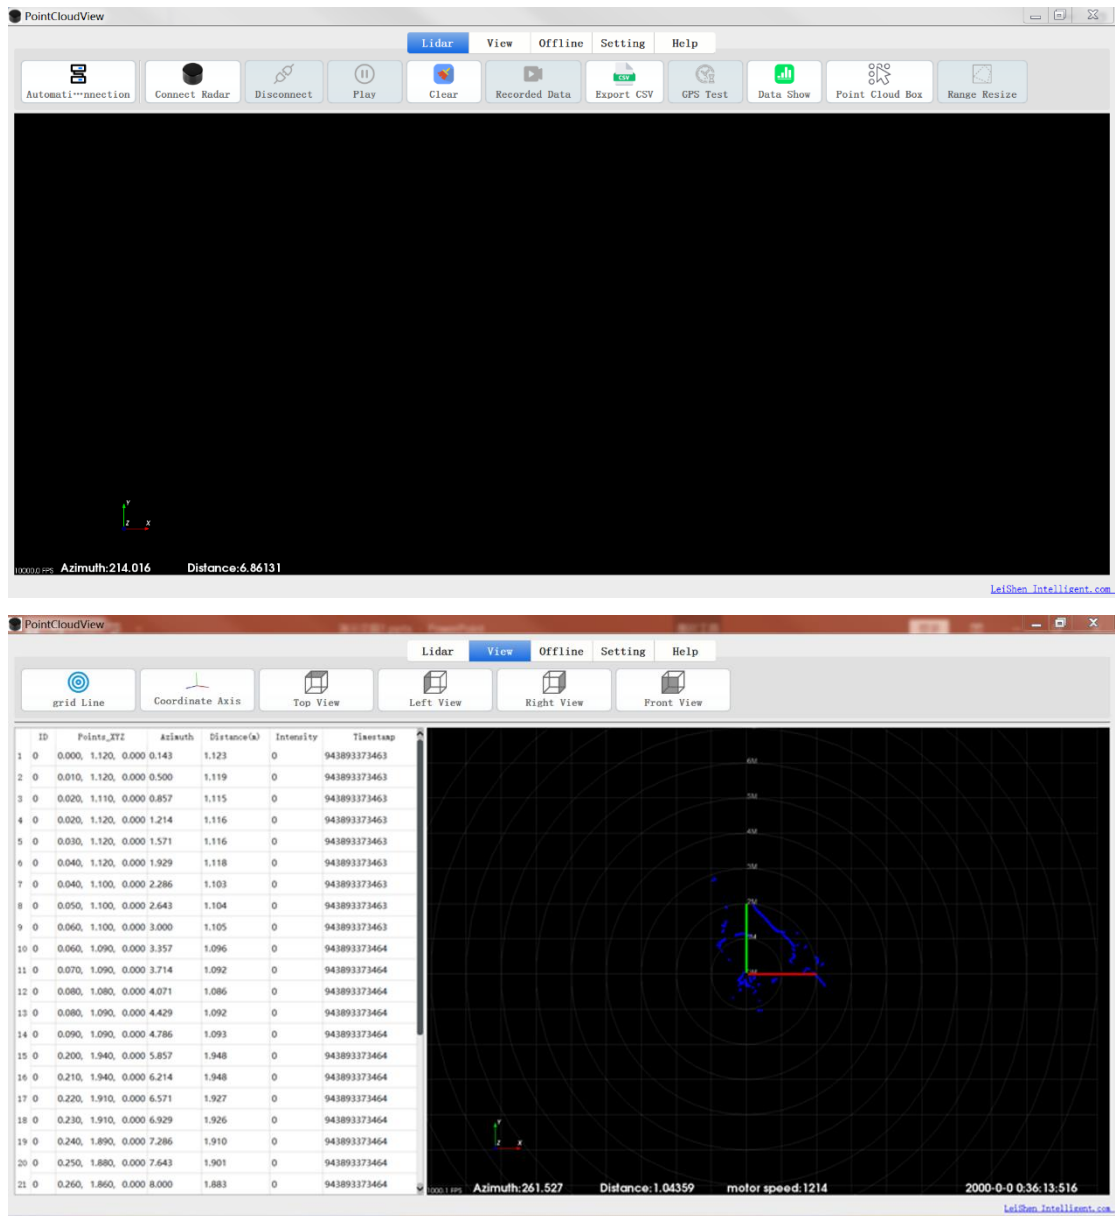 PointCloudView
Lidar View Offline Setting Help
Automati···nnection Connect Radar Disconnect Play Clear Recorded Data CSV Export CSV GPS Test Data Show Point Cloud Box Range Resize
Y
Z X
10000.0 FPS Azimuth:214.016 Distance:6.86131
LeiShen Intelligent.com
PointCloudView
Lidar View Offline Setting Help
grid Line Coordinate Axis Top View Left View Right View Front View
ID Points_XYZ Azimuth Distance(m) Intensity Timestamp
1 0 0.000, 1.120, 0.000 0.143 1.123 0 943893373463
2 0 0.010, 1.120, 0.000 0.500 1.119 0 943893373463
3 0 0.020, 1.110, 0.000 0.857 1.115 0 943893373463
4 0 0.020, 1.120, 0.000 1.214 1.116 0 943893373463
5 0 0.030, 1.120, 0.000 1.571 1.116 0 943893373463
6 0 0.040, 1.120, 0.000 1.929 1.118 0 943893373463
7 0 0.040, 1.100, 0.000 2.286 1.103 0 943893373463
8 0 0.050, 1.100, 0.000 2.643 1.104 0 943893373463
9 0 0.060, 1.100, 0.000 3.000 1.105 0 943893373463
10 0 0.060, 1.090, 0.000 3.357 1.096 0 943893373464
11 0 0.070, 1.090, 0.000 3.714 1.092 0 943893373464
12 0 0.080, 1.080, 0.000 4.071 1.086 0 943893373464
13 0 0.080, 1.090, 0.000 4.429 1.092 0 943893373464
14 0 0.090, 1.090, 0.000 4.786 1.093 0 943893373464
15 0 0.200, 1.940, 0.000 5.857 1.948 0 943893373464
16 0 0.210, 1.940, 0.000 6.214 1.948 0 943893373464
17 0 0.220, 1.910, 0.000 6.571 1.927 0 943893373464
18 0 0.230, 1.910, 0.000 6.929 1.926 0 943893373464
19 0 0.240, 1.890, 0.000 7.286 1.910 0 943893373464
20 0 0.250, 1.880, 0.000 7.643 1.901 0 943893373464
21 0 0.260, 1.860, 0.000 8.000 1.883 0 943893373464
6M
5M
4M
3M
2M
Y
Z X
1000.1 FPS Azimuth:261.527 Distance:1.04359 motor speed:1214 2000-0-0 0:36:13:516
LeiShen Intelligent.com